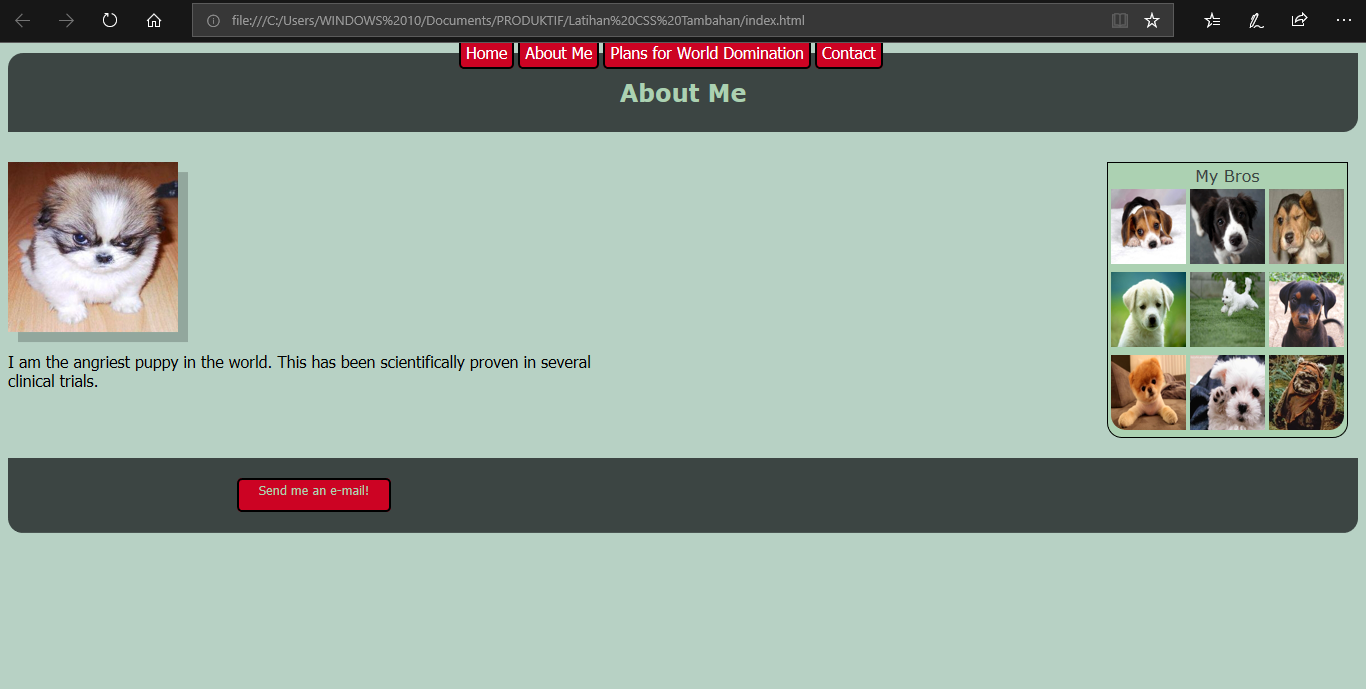 file:///C:/Users/WINDOWS%2010/Documents/PRODUKTIF/Latihan%20CSS%20Tambahan/index.html
Home About Me Plans for World Domination Contact
About Me
My Bros
I am the angriest puppy in the world. This has been scientifically proven in several
clinical trials.
Send me an e-mail!